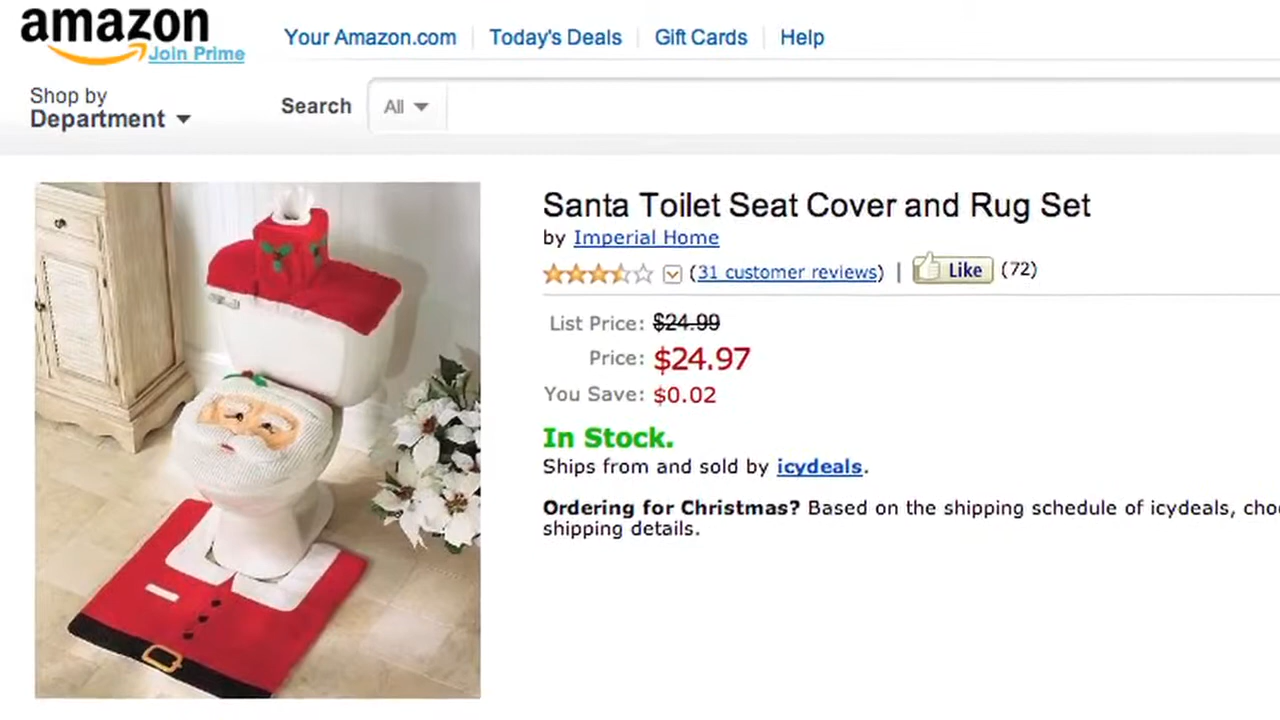 amazon
Join Prime
Your Amazon.com Today's Deals Gift Cards Help
Shop by
Department
Search All
Santa Toilet Seat Cover and Rug Set
by Imperial Home
(31 customer reviews) | Like (72)
List Price: $24.99
Price: $24.97
You Save: $0.02
In Stock.
Ships from and sold by icydeals.
Ordering for Christmas? Based on the shipping schedule of icydeals, choo
shipping details.